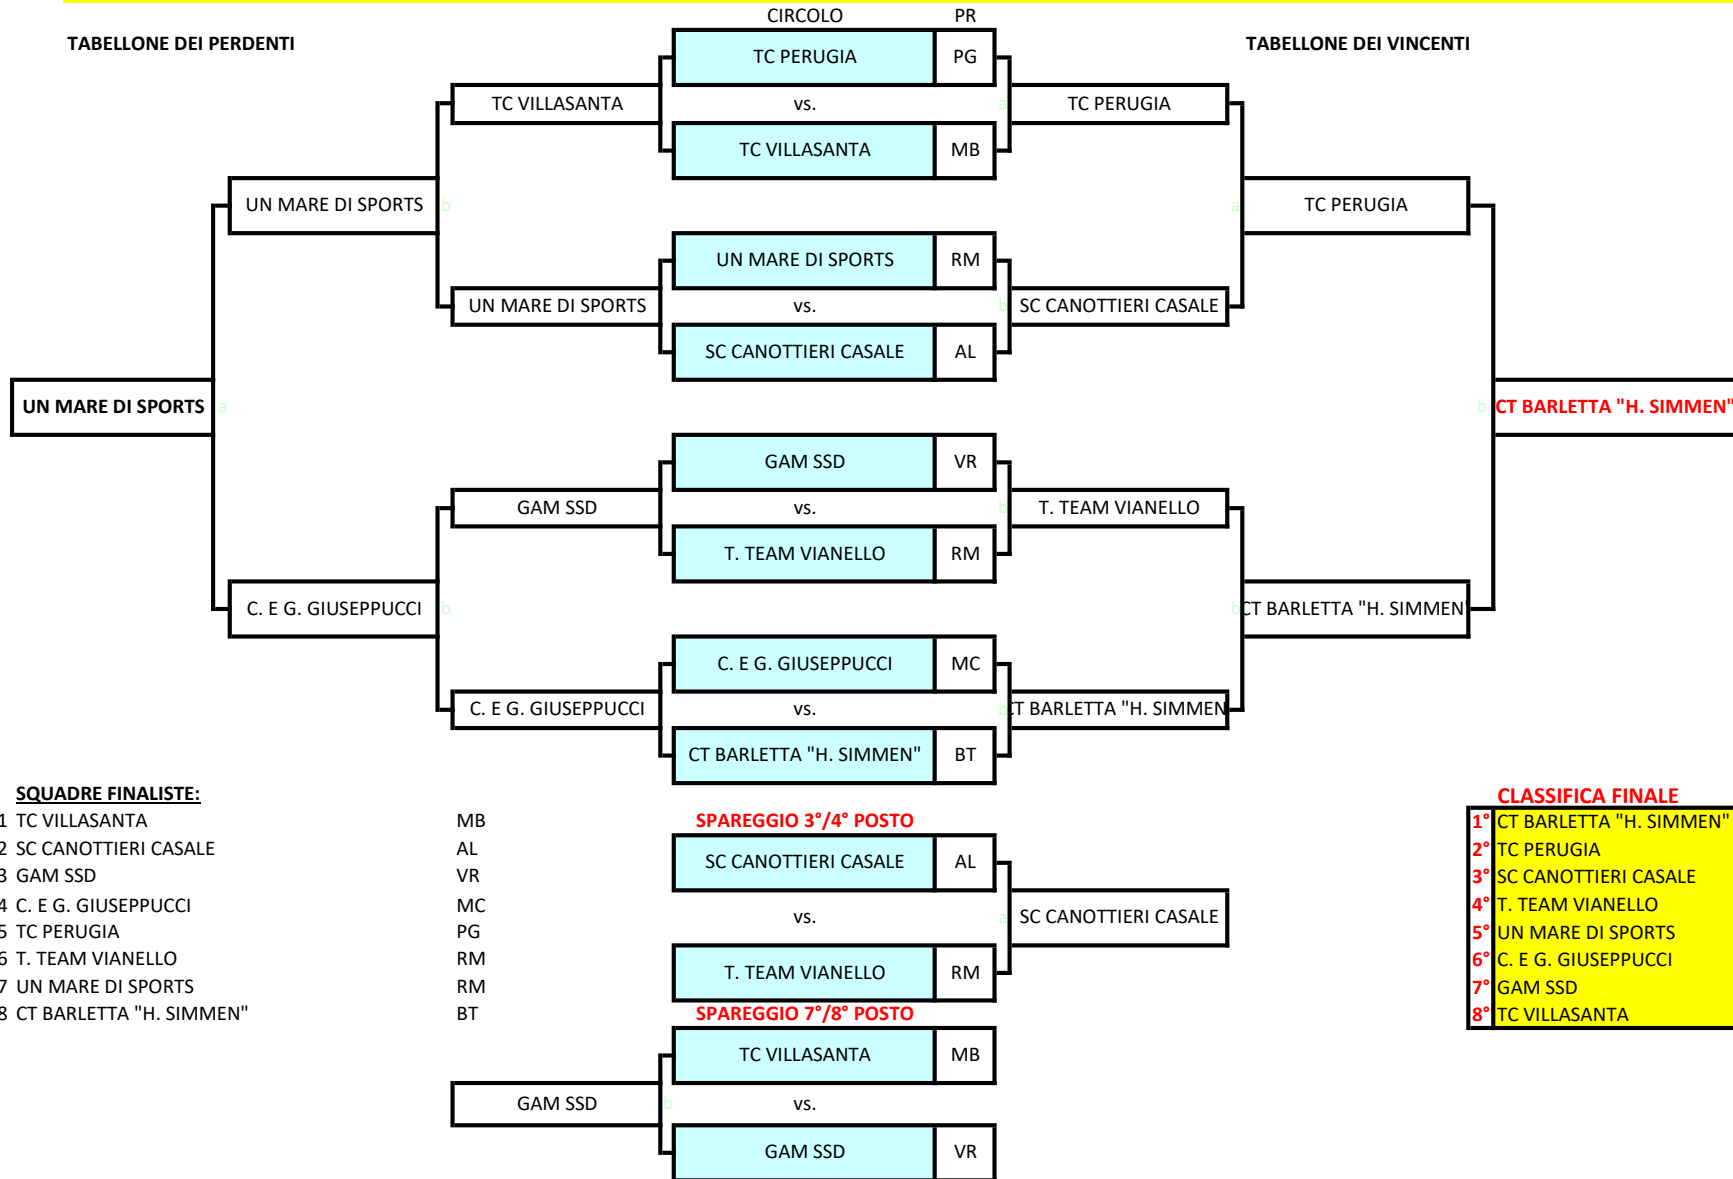 CIRCOLO PR
TABELLONE DEI PERDENTI
TABELLONE DEI VINCENTI
TC PERUGIA PG
TC VILLASANTA vs. a TC PERUGIA
TC VILLASANTA MB
UN MARE DI SPORTS b a TC PERUGIA
UN MARE DI SPORTS RM
UN MARE DI SPORTS vs. b SC CANOTTIERI CASALE
SC CANOTTIERI CASALE AL
UN MARE DI SPORTS a b CT BARLETTA "H. SIMMEN"
GAM SSD VR
GAM SSD vs. b T. TEAM VIANELLO
T. TEAM VIANELLO RM
C. E G. GIUSEPPUCCI b b CT BARLETTA "H. SIMMEN"
C. E G. GIUSEPPUCCI MC
C. E G. GIUSEPPUCCI vs. b CT BARLETTA "H. SIMMEN
CT BARLETTA "H. SIMMEN" BT
SQUADRE FINALISTE:
1 TC VILLASANTA MB
2 SC CANOTTIERI CASALE AL
3 GAM SSD VR
4 C. E G. GIUSEPPUCCI MC
5 TC PERUGIA PG
6 T. TEAM VIANELLO RM
7 UN MARE DI SPORTS RM
8 CT BARLETTA "H. SIMMEN" BT
SPAREGGIO 3°/4° POSTO
SC CANOTTIERI CASALE AL
vs. a SC CANOTTIERI CASALE
T. TEAM VIANELLO RM
SPAREGGIO 7°/8° POSTO
TC VILLASANTA MB
GAM SSD b vs.
GAM SSD VR
CLASSIFICA FINALE
1° CT BARLETTA "H. SIMMEN"
2° TC PERUGIA
3° SC CANOTTIERI CASALE
4° T. TEAM VIANELLO
5° UN MARE DI SPORTS
6° C. E G. GIUSEPPUCCI
7° GAM SSD
8° TC VILLASANTA